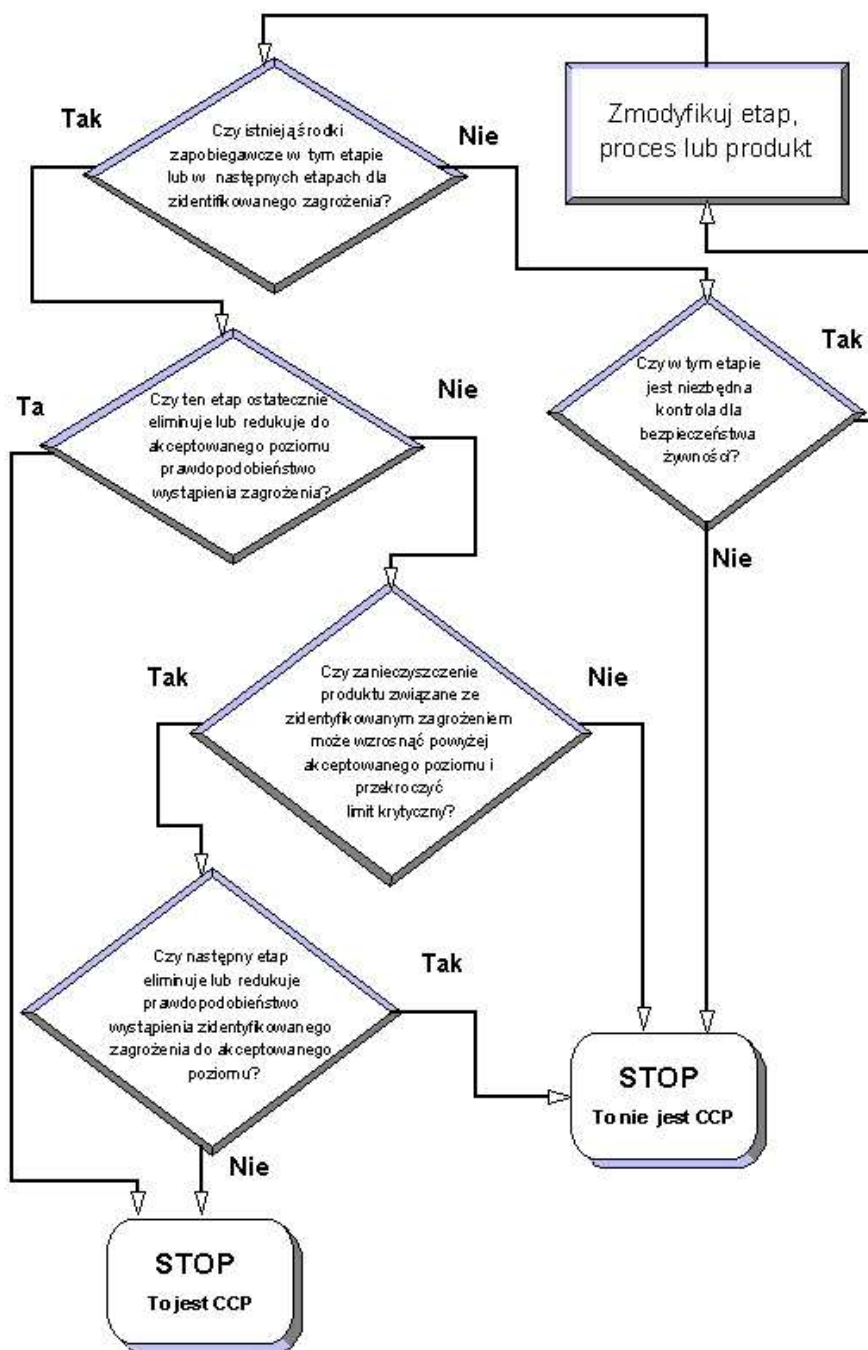 Tak
Czy istnieją środki
zapobiegawcze w tym etapie
lub w następnych etapach dla
zidentifikowanego zagrożenia?
Nie
Zmodyfikuj etap,
proces lub produkt
Ta
Czy ten etap ostatecznie
eliminuje lub redukuje do
akceptowanego poziomu
prawdopodobieństwo
wystąpienia zagrożenia?
Nie
Czy w tym etapie
jest niezbędna
kontrola dla
bezpieczeństwa
żywności?
Tak
Nie
Tak
Czy zanieczyszczenie
produktu związane ze
zidentyfikowanym zagrożeniem
może wzrosnąć powyżej
akceptowanego poziomu i
przekroczyć
limit krytyczny?
Nie
Czy następny etap
eliminuje lub redukuje
prawdopodobieństwo
wystąpienia zidentyfikowanego
zagrożenia do akceptowanego
poziomu?
Tak
Nie
STOP
To nie jest CCP
STOP
To jest CCP